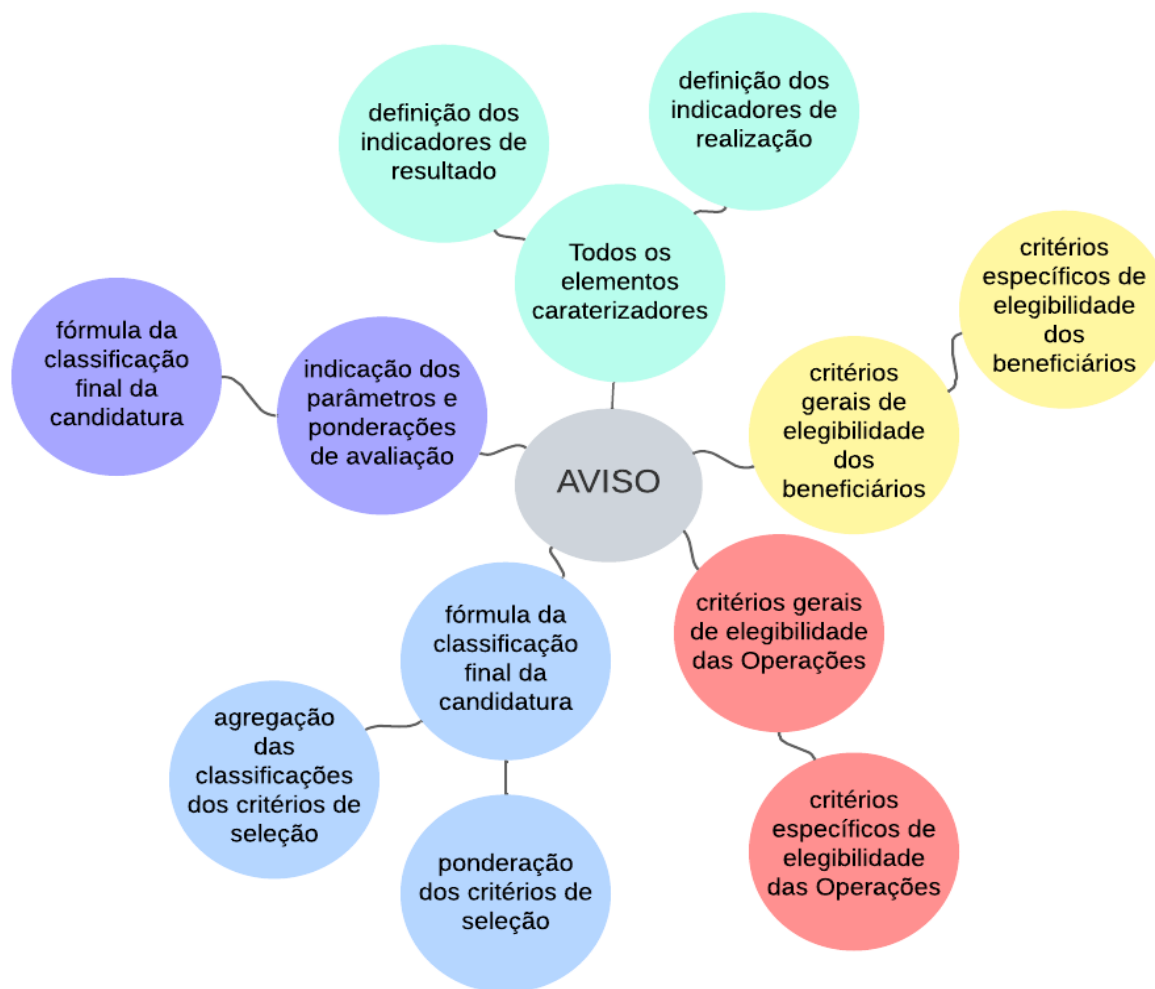 definição dos
indicadores de
realização
definição dos
indicadores de
resultado
Todos os
elementos
caraterizadores
critérios
específicos de
elegibilidade
dos
beneficiários
fórmula da
classificação
final da
candidatura
indicação dos
parâmetros e
ponderações
de avaliação
critérios
gerais de
elegibilidade
dos
beneficiários
AVISO
critérios gerais
de elegibilidade
das Operações
fórmula da
classificação
final da
candidatura
agregação
das
classificações
dos critérios de
seleção
critérios
específicos de
elegibilidade
das Operações
ponderação
dos critérios de
seleção